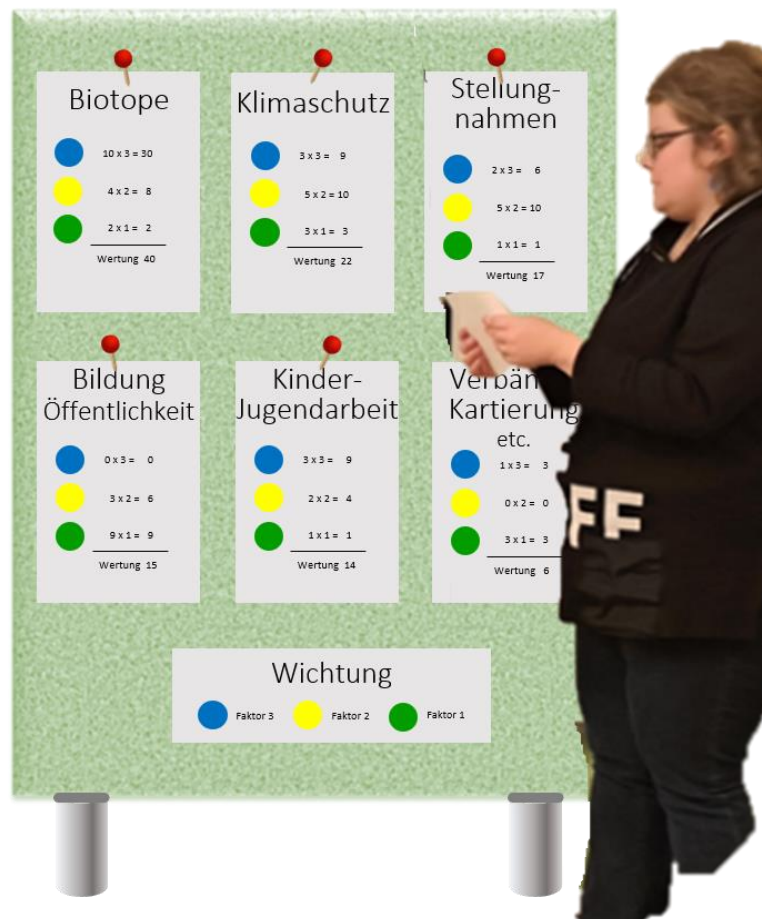 Biotope
10 x 3 = 30
4 x 2 = 8
2 x 1 = 2
Wertung 40
Klimaschutz
3 x 3 = 9
5 x 2 = 10
3 x 1 = 3
Wertung 22
Stellung-
nahmen
2 x 3 = 6
5 x 2 = 10
1 x 1 = 1
Wertung 17
Bildung
Öffentlichkeit
0 x 3 = 0
3 x 2 = 6
9 x 1 = 9
Wertung 15
Kinder-
Jugendarbeit
3 x 3 = 9
2 x 2 = 4
1 x 1 = 1
Wertung 14
Kartierung
etc.
1 x 3 = 3
0 x 2 = 0
3 x 1 = 3
Wertung 6
FF
Wichtung
Faktor 3 Faktor 2 Faktor 1